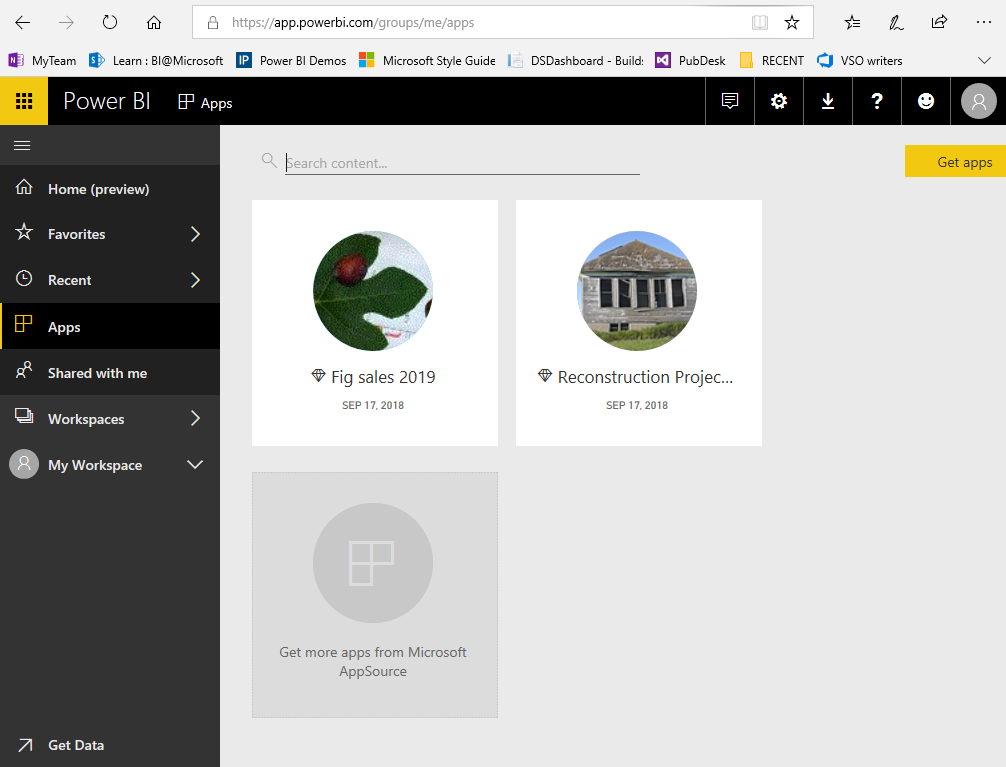 https://app.powerbi.com/groups/me/apps
MyTeam
Learn : BI@Microsoft
IP Power BI Demos
Microsoft Style Guide
DSDashboard - Build:
PubDesk
RECENT
VSO writers
Power BI
Apps
Home (preview)
Favorites
Recent
Apps
Shared with me
Workspaces
My Workspace
Get Data
Search content...
Get apps
Fig sales 2019
SEP 17, 2018
Reconstruction Projec...
SEP 17, 2018
Get more apps from Microsoft
AppSource